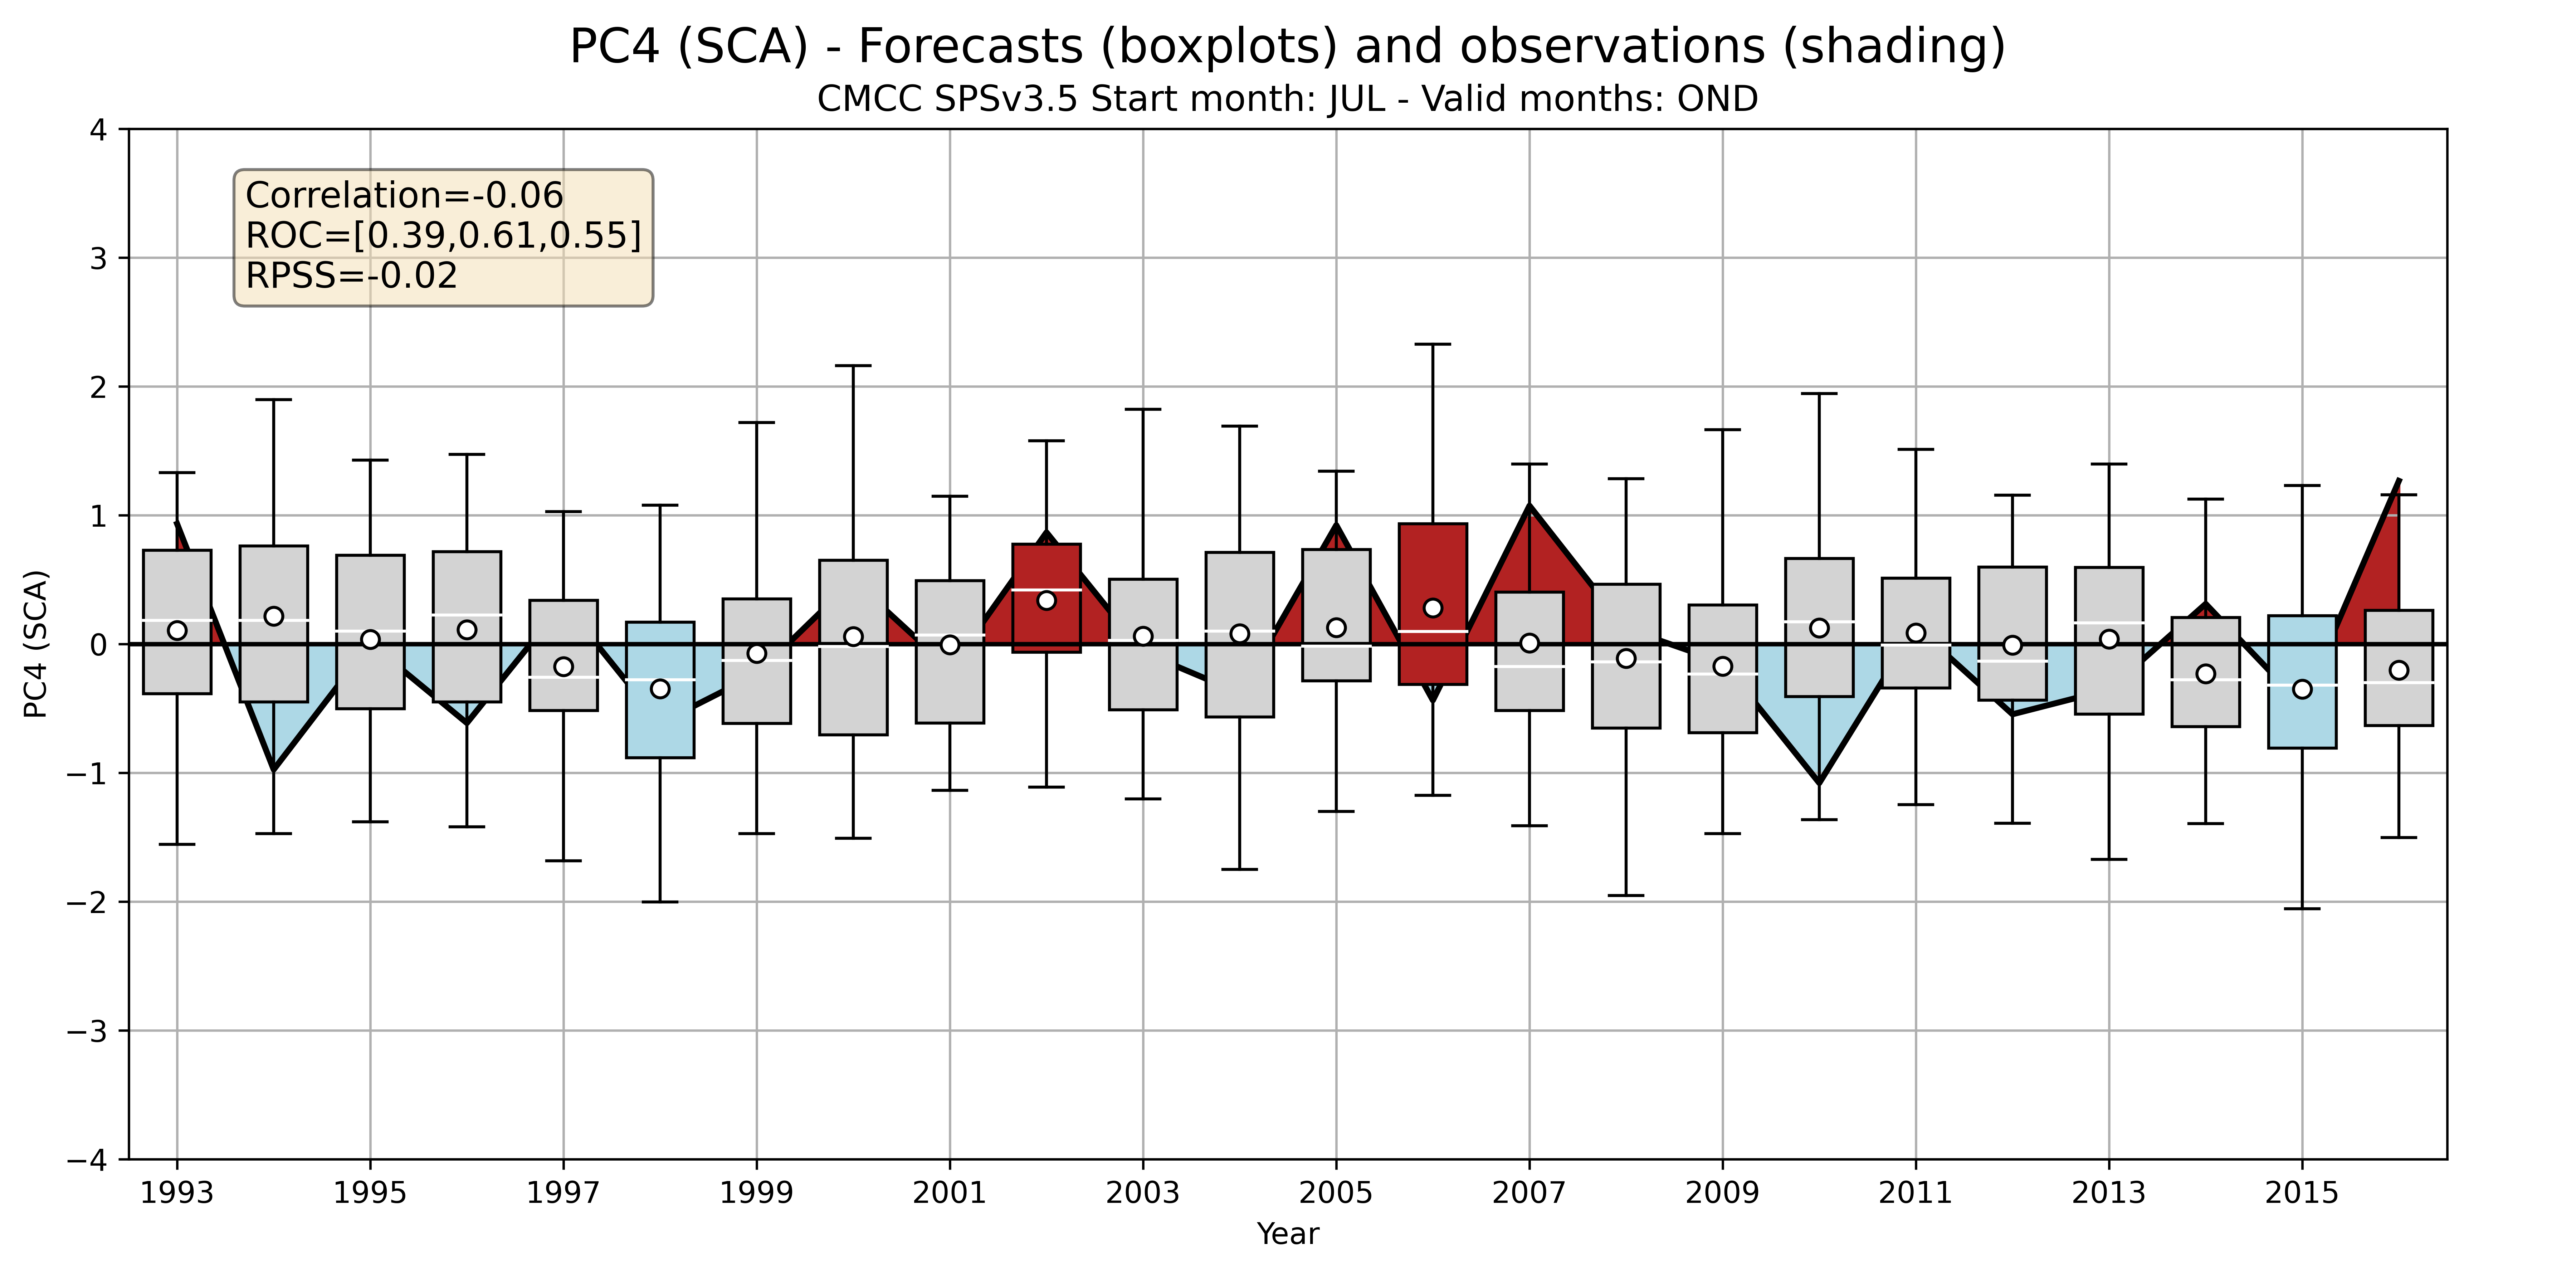 PC4 (SCA) - Forecasts (boxplots) and observations (shading)
CMCC SPSv3.5 Start month: JUL - Valid months: OND
Correlation=-0.06
ROC=[0.39,0.61,0.55]
RPSS=-0.02
PC4 (SCA)
4
3
2
1
0
−1
−2
−3
−4
1993 1995 1997 1999 2001 2003 2005 2007 2009 2011 2013 2015
Year